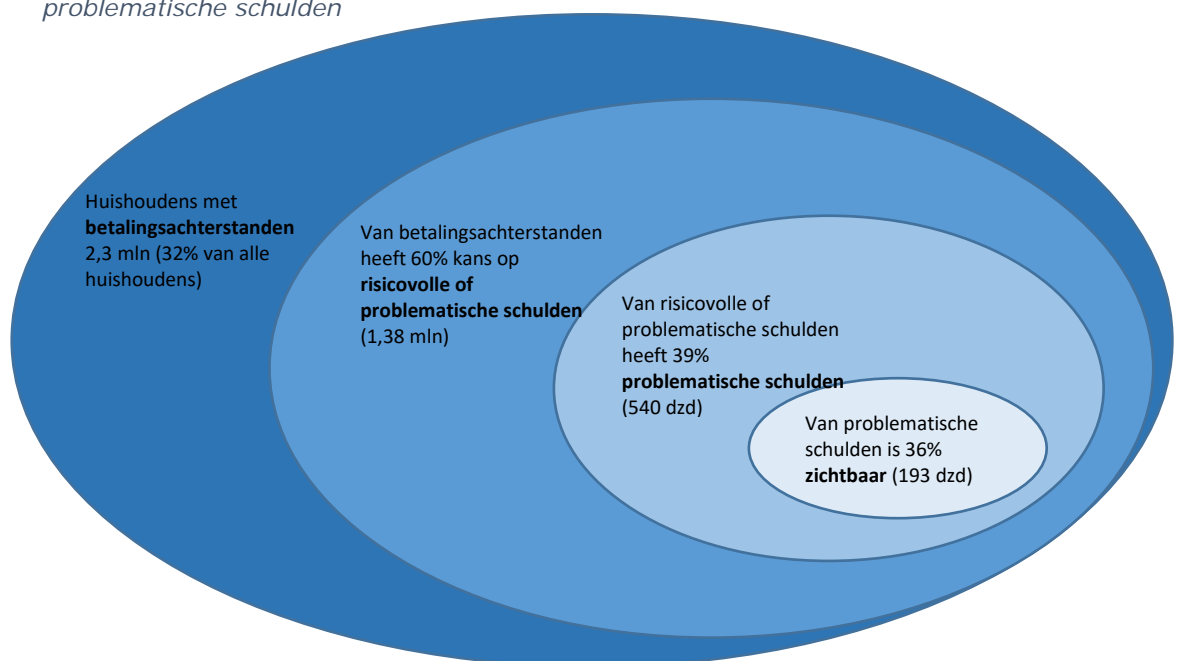 problematische schulden
Huishoudens met
betalingsachterstanden
2,3 mln (32% van alle
huishoudens)
Van betalingsachterstanden
heeft 60% kans op
risicovolle of
problematische schulden
(1,38 mln)
Van risicovolle of
problematische schulden
heeft 39%
problematische schulden
(540 dzd)
Van problematische
schulden is 36%
zichtbaar (193 dzd)